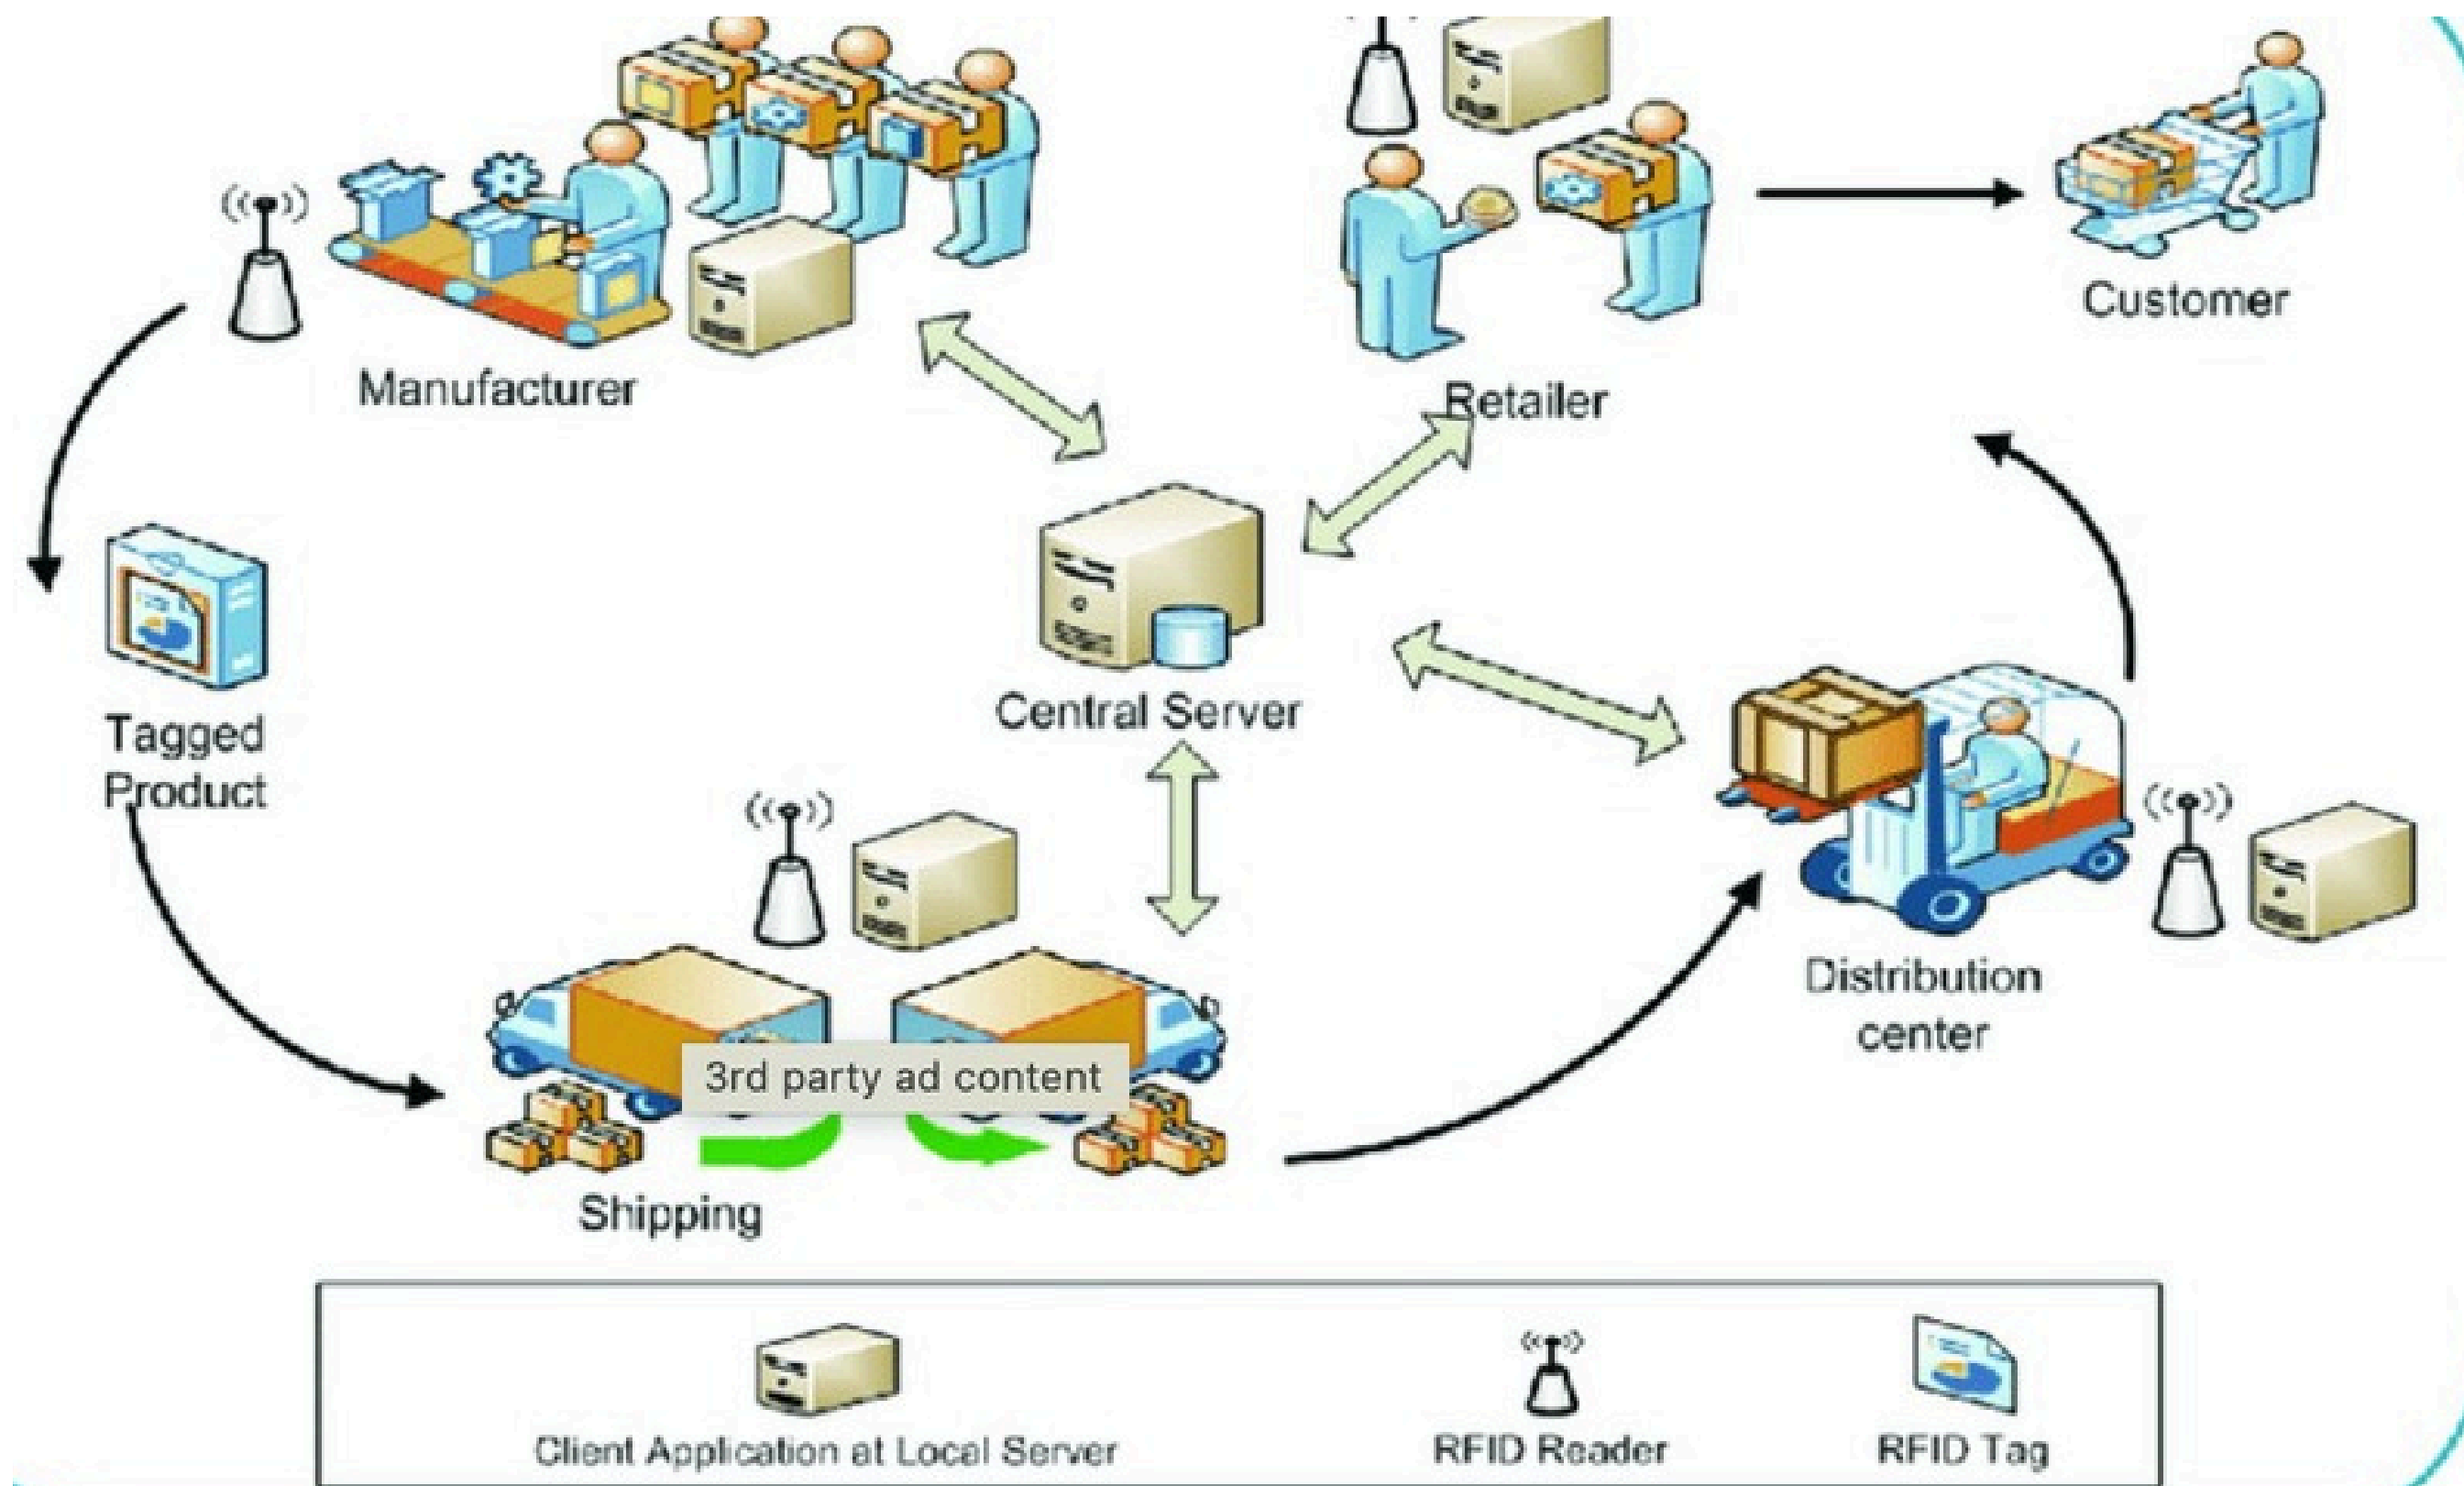 Customer
Manufacturer
Retailer
Tagged
Product
Central Server
Distribution
center
3rd party ad content
Shipping
Client Application at Local Server
RFID Reader
RFID Tag